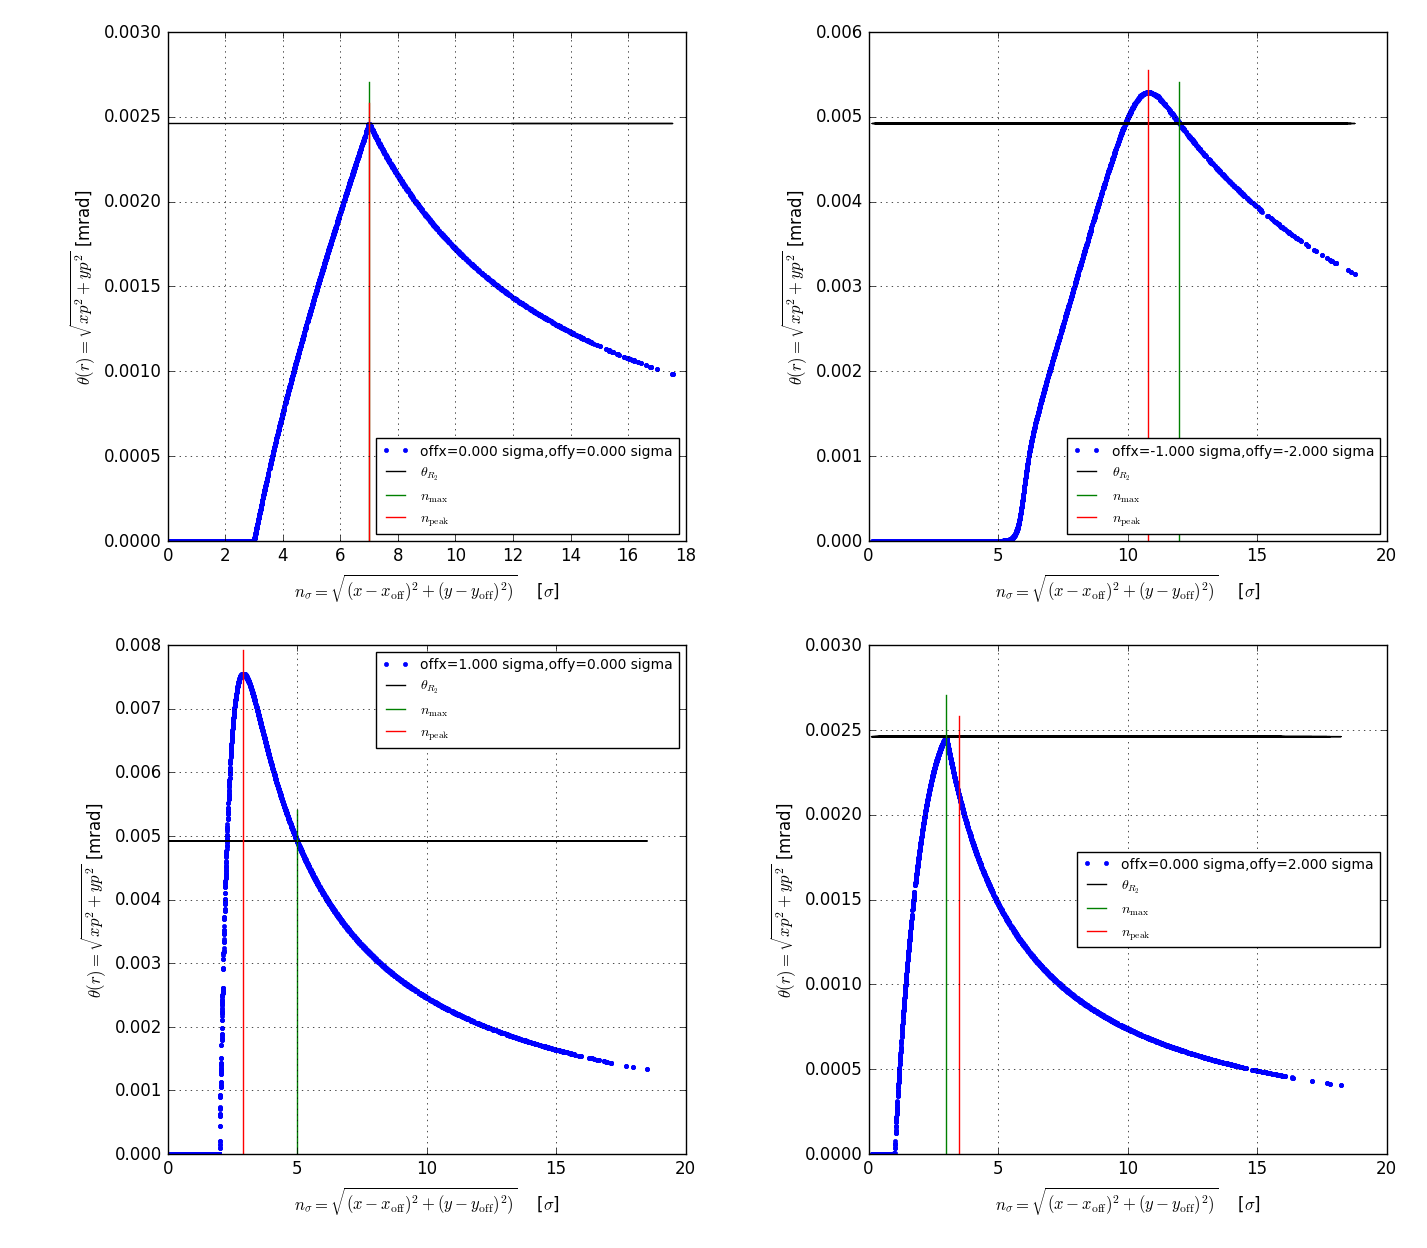 0.0030
0.0025
0.0020
0.0015
0.0010
0.0005
0.0000
θ(r) = √xp² + yp² [mrad]
offx=0.000 sigma,offy=0.000 sigma
θ_R₂
n_max
n_peak
0 2 4 6 8 10 12 14 16 18
n_σ = √(x − x_off)² + (y − y_off)²) [σ]
0.006
0.005
0.004
0.003
0.002
0.001
0.000
θ(r) = √xp² + yp² [mrad]
offx=-1.000 sigma,offy=-2.000 sigma
θ_R₂
n_max
n_peak
0 5 10 15 20
n_σ = √(x − x_off)² + (y − y_off)²) [σ]
0.008
0.007
0.006
0.005
0.004
0.003
0.002
0.001
0.000
θ(r) = √xp² + yp² [mrad]
offx=1.000 sigma,offy=0.000 sigma
θ_R₂
n_max
n_peak
0 5 10 15 20
n_σ = √(x − x_off)² + (y − y_off)²) [σ]
0.0030
0.0025
0.0020
0.0015
0.0010
0.0005
0.0000
θ(r) = √xp² + yp² [mrad]
offx=0.000 sigma,offy=2.000 sigma
θ_R₂
n_max
n_peak
0 5 10 15 20
n_σ = √(x − x_off)² + (y − y_off)²) [σ]